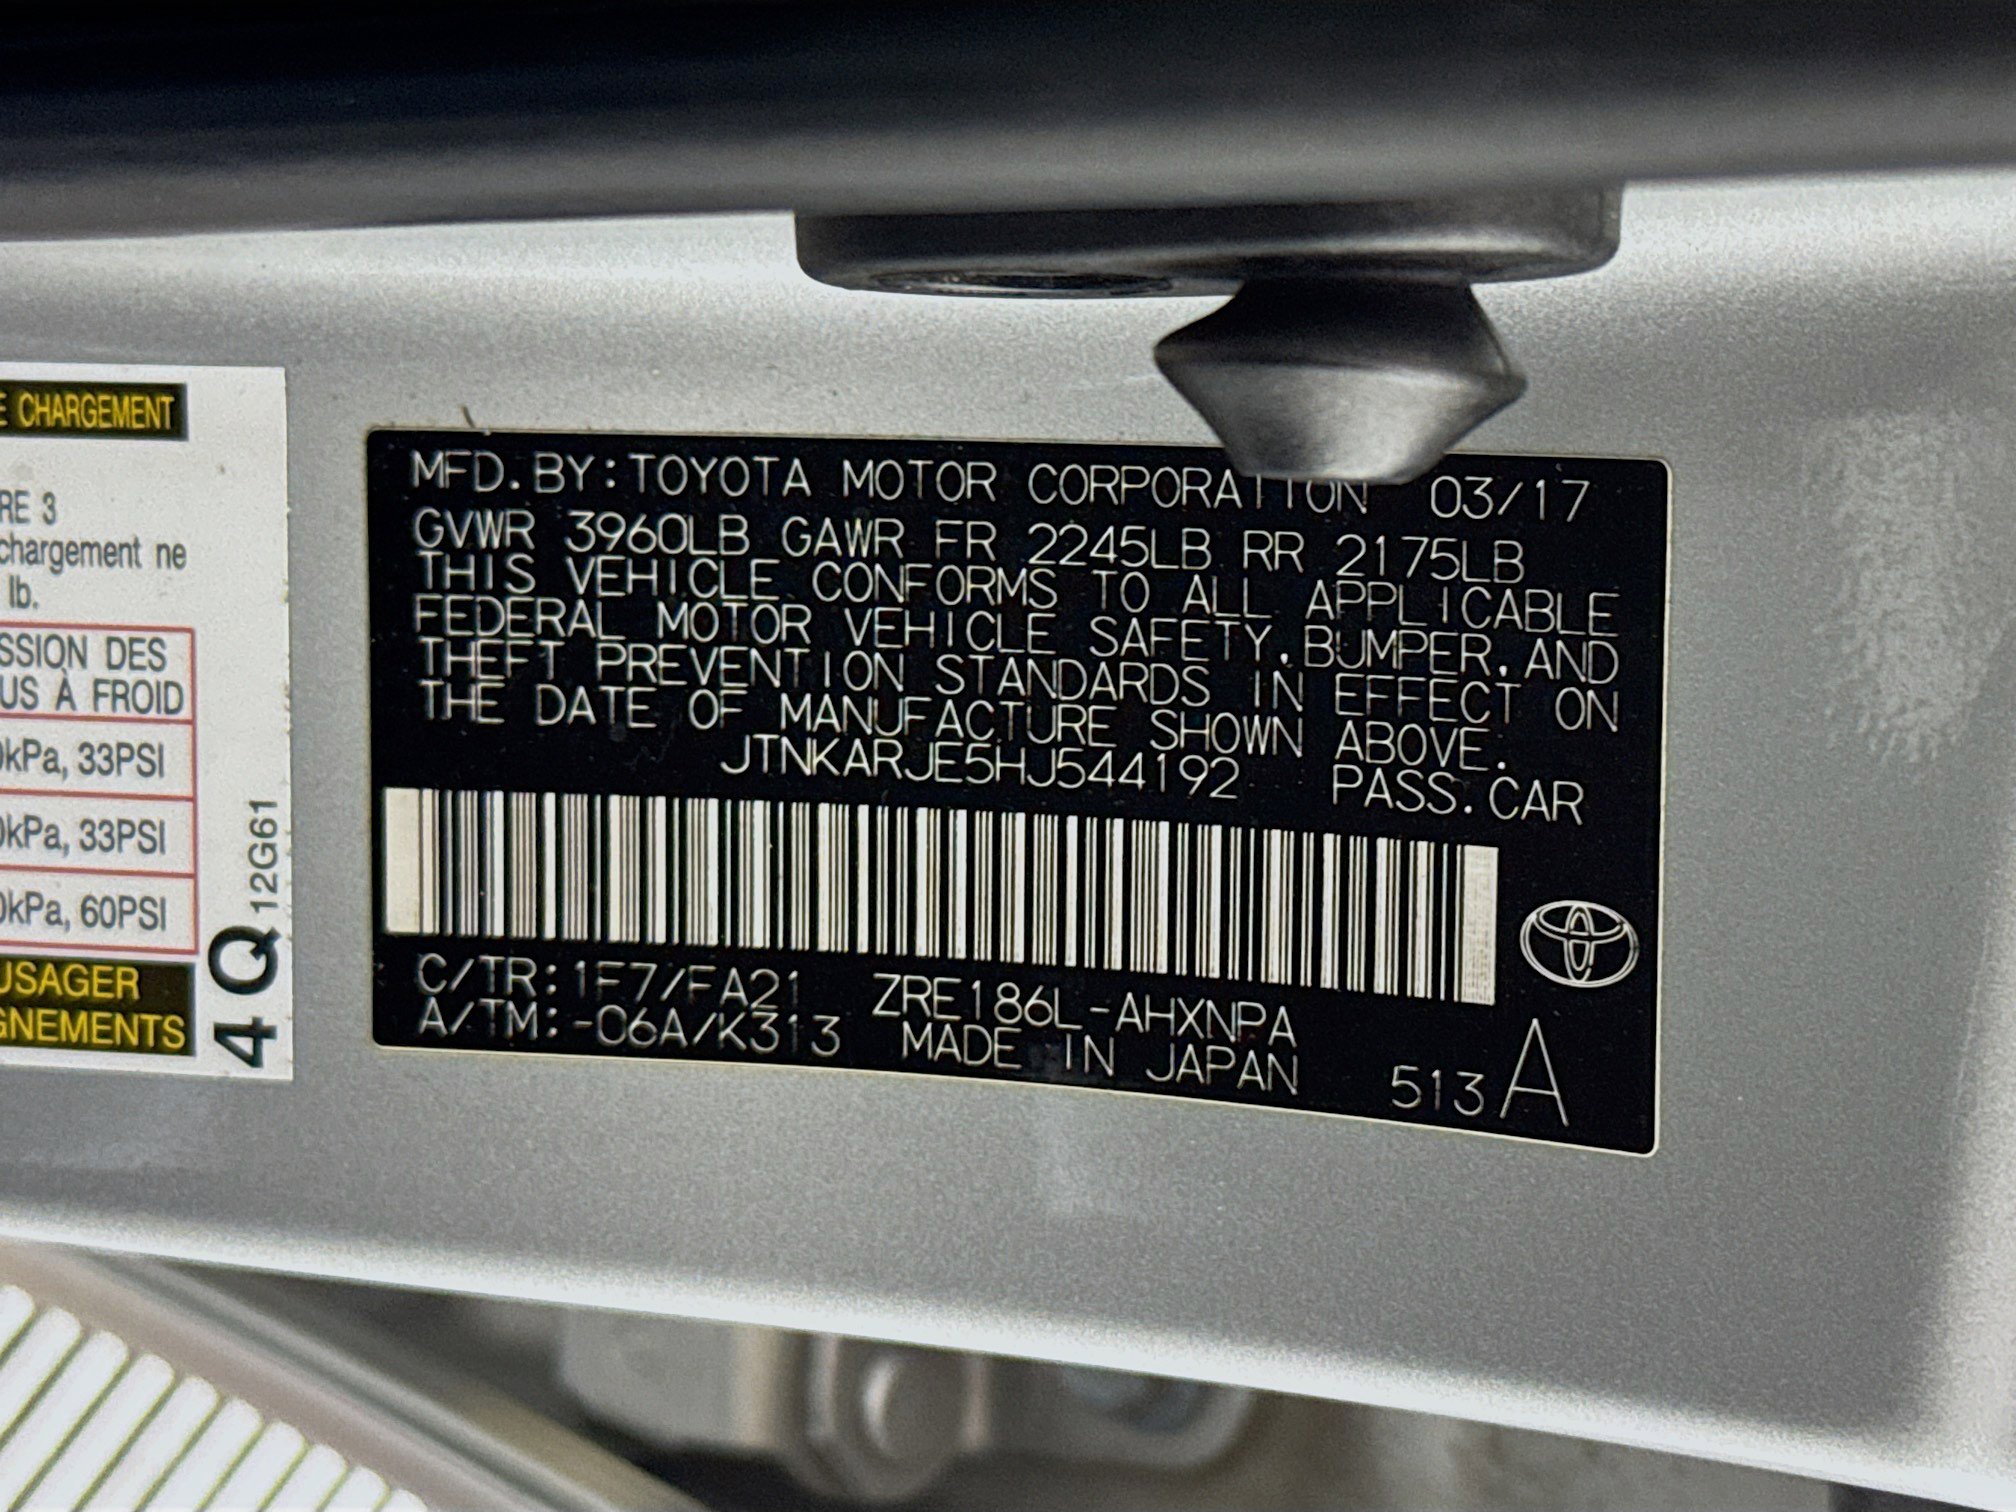 E CHARGEMENT
RE 3
chargement ne
lb.
SSION DES
US À FROID
0kPa, 33PSI
0kPa, 33PSI
0kPa, 60PSI
USAGER
GNEMENTS
4Q 12G61
MFD. BY: TOYOTA MOTOR CORPORATION 03/17
GVWR 3960LB GAWR FR 2245LB RR 2175LB
THIS VEHICLE CONFORMS TO ALL APPLICABLE
FEDERAL MOTOR VEHICLE SAFETY, BUMPER, AND
THEFT PREVENTION STANDARDS IN EFFECT ON
THE DATE OF MANUFACTURE SHOWN ABOVE.
JTNKARJE5HJ544192 PASS. CAR
C/TR: 1F7/FA21 ZRE186L-AHXNPA
A/TM: -06A/K313 MADE IN JAPAN 513 A